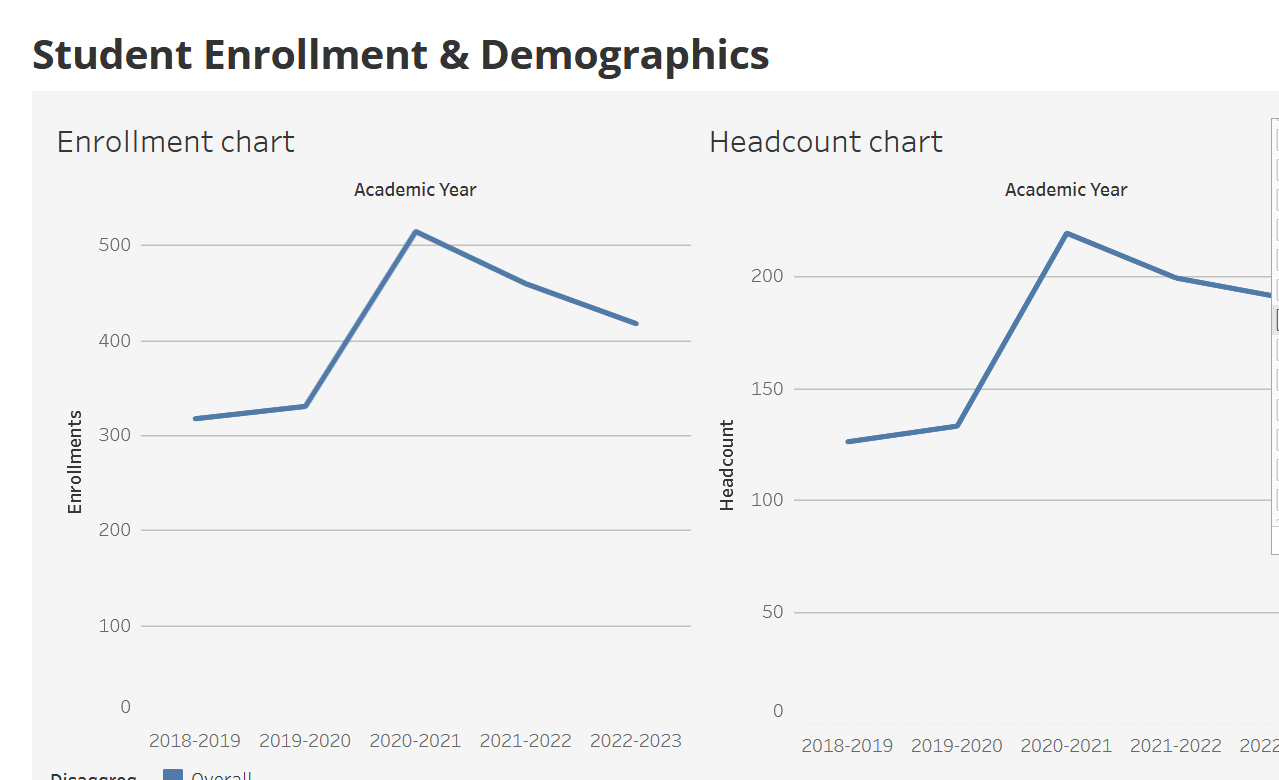 Student Enrollment & Demographics
Enrollment chart
Academic Year
500
400
300
200
100
0
Enrollments
2018-2019 2019-2020 2020-2021 2021-2022 2022-2023
Overall
Headcount chart
Academic Year
200
150
100
50
0
Headcount
2018-2019 2019-2020 2020-2021 2021-2022 2022